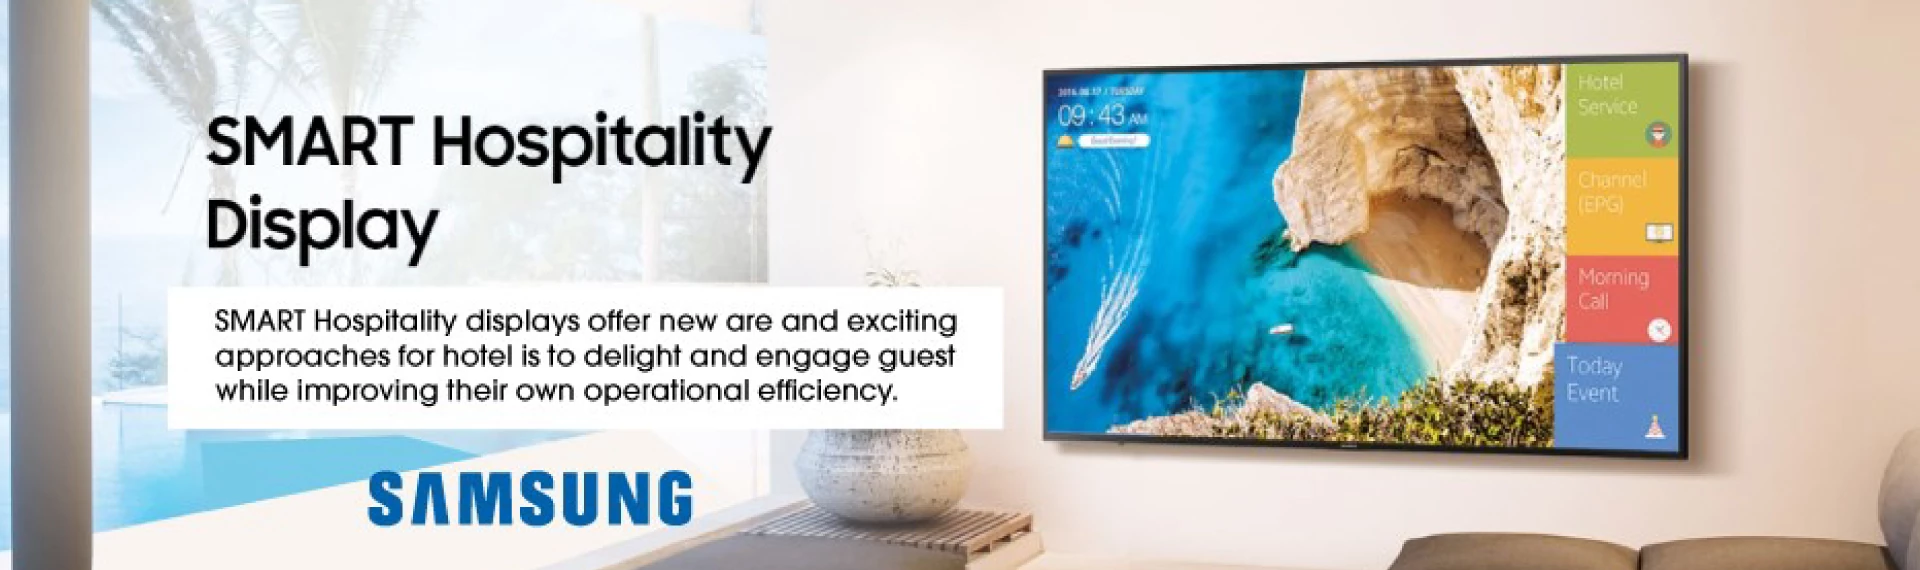 SMART Hospitality
Display
SMART Hospitality displays offer new are and exciting
approaches for hotel is to delight and engage guest
while improving their own operational efficiency.
SAMSUNG
09:43 AM
Hotel
Service
Channel
(EPG)
Morning
Call
Today
Event